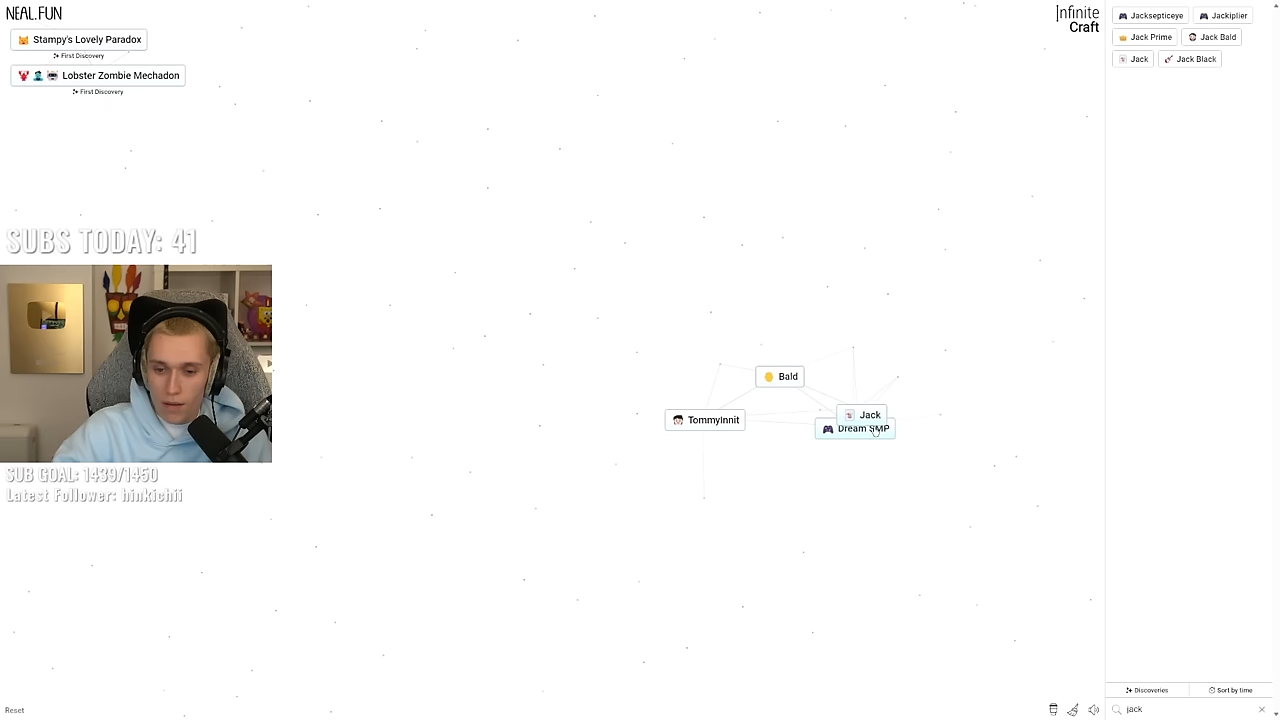 NEAL.FUN
Infinite
Craft
🐱 Stampy's Lovely Paradox
✨ First Discovery
🦞 🧟 🤖 Lobster Zombie Mechadon
✨ First Discovery
SUBS TODAY: 41
SUB GOAL: 1439/1450
Latest Follower: hinkichii
Bald
TommyInnit
Jack
Dream SMP
Jacksepticeye
Jackiplier
Jack Prime
Jack Bald
Jack
Jack Black
Reset
Discoveries
Sort by time
jack